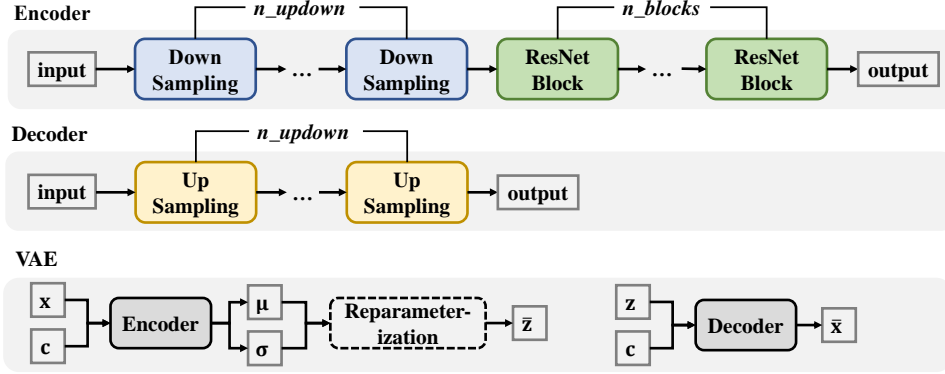 Encoder
n_updown
n_blocks
input
Down
Sampling
...
Down
Sampling
ResNet
Block
...
ResNet
Block
output
Decoder
n_updown
input
Up
Sampling
...
Up
Sampling
output
VAE
x
c
Encoder
μ
σ
Reparameter-
ization
z̄
z
c
Decoder
x̄